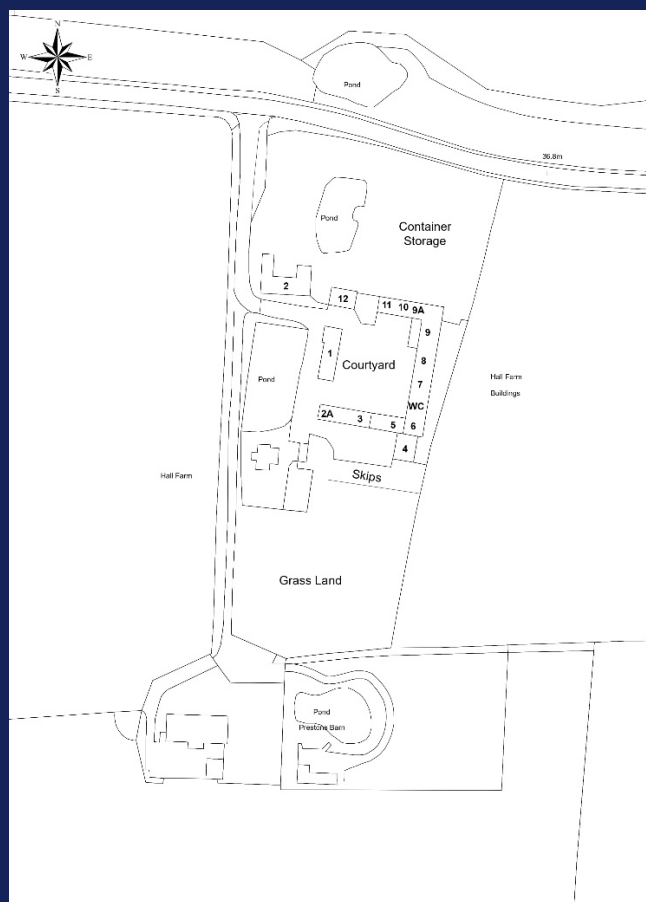 N
W E
S
Pond
36.8m
Pond
Container
Storage
2
12
11 10 9A
9
1
Courtyard
8
Pond
7
Hall Farm
Buildings
WC
2A 3 5 6
4
Hall Farm
Skips
Grass Land
Pond
Prestons Barn